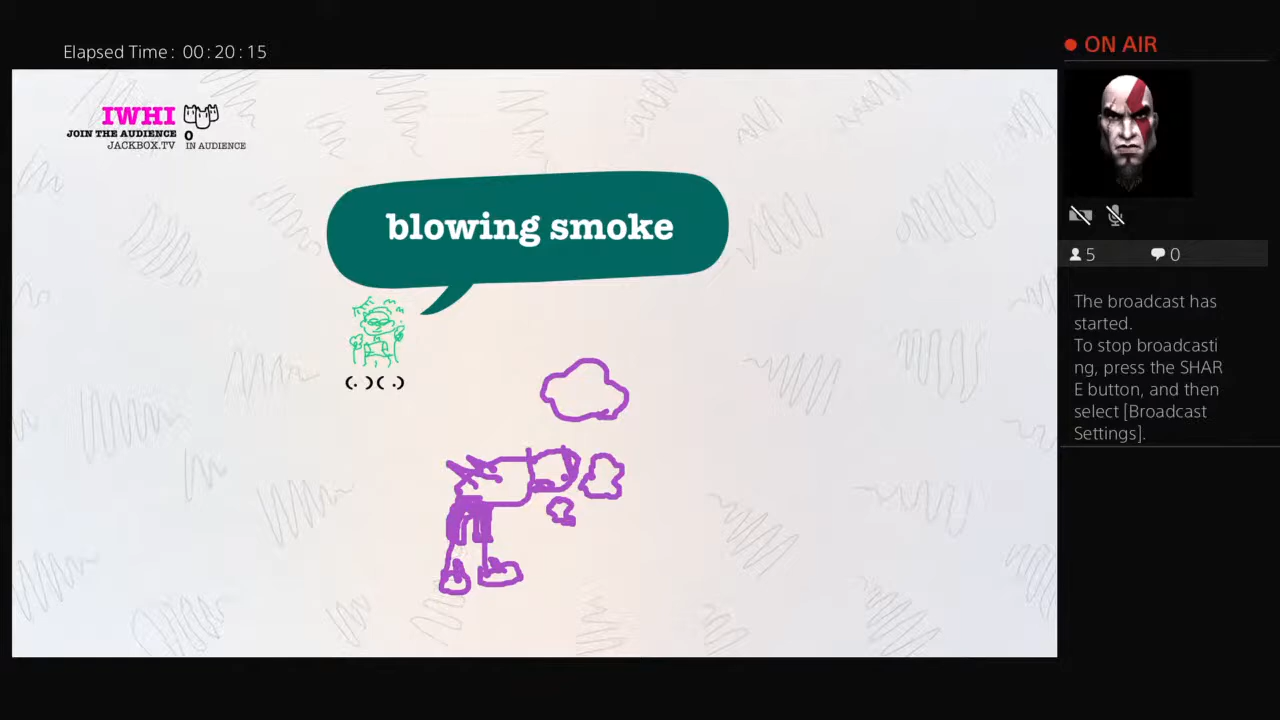 Elapsed Time: 00:20:15
ON AIR
IWHI
JOIN THE AUDIENCE
JACKBOX.TV
0
IN AUDIENCE
blowing smoke
(. )( .)
5
0
The broadcast has
started.
To stop broadcasti
ng, press the SHAR
E button, and then
select [Broadcast
Settings].